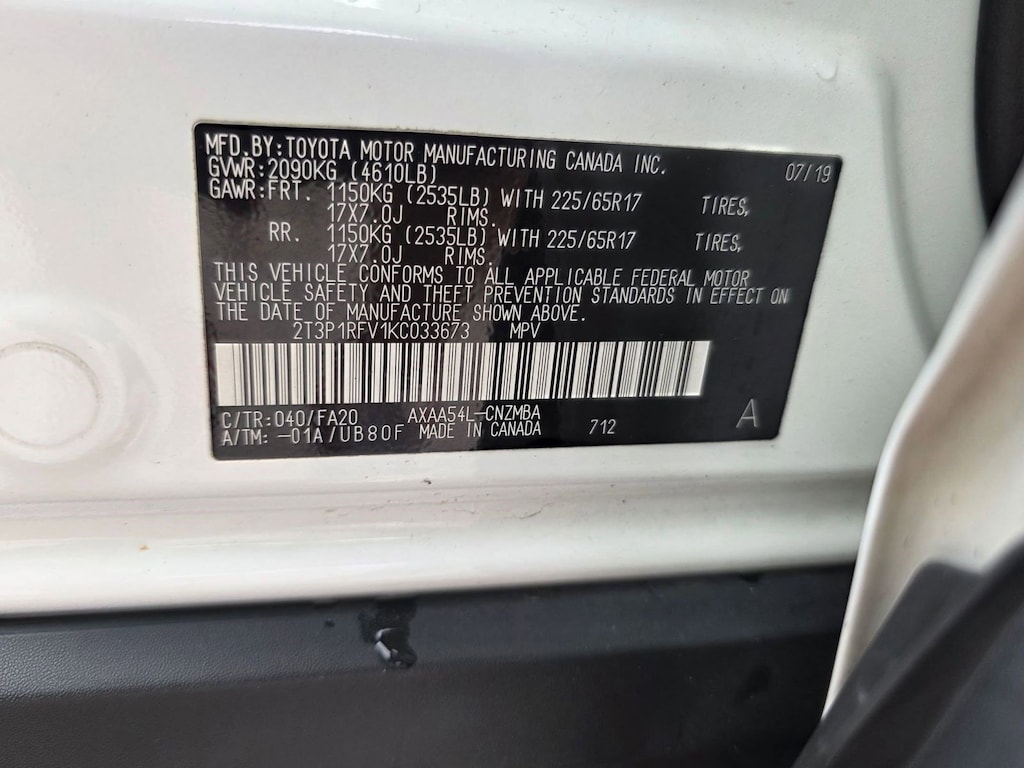 MFD.BY:TOYOTA MOTOR MANUFACTURING CANADA INC. 07/19
GVWR:2090KG (4610LB)
GAWR:FRT. 1150KG (2535LB) WITH 225/65R17 TIRES,
17X7.0J RIMS.
RR. 1150KG (2535LB) WITH 225/65R17 TIRES,
17X7.0J RIMS.
THIS VEHICLE CONFORMS TO ALL APPLICABLE FEDERAL MOTOR
VEHICLE SAFETY AND THEFT PREVENTION STANDARDS IN EFFECT ON
THE DATE OF MANUFACTURE SHOWN ABOVE.
2T3P1RFV1KC033673 MPV
C/TR:040/FA20 AXAA54L-CNZMBA
A/TM:-01A/UB80F MADE IN CANADA 712 A